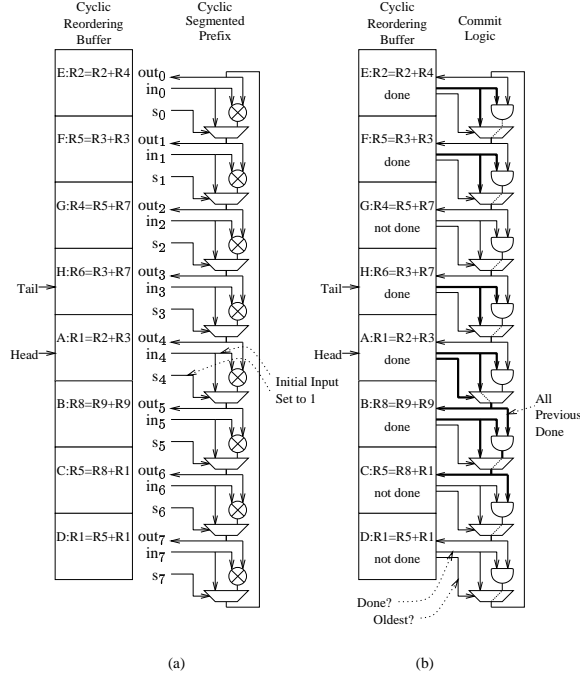 Cyclic
Reordering
Buffer
Cyclic
Segmented
Prefix
E:R2=R2+R4
out0
in0
s0
F:R5=R3+R3
out1
in1
s1
G:R4=R5+R7
out2
in2
s2
H:R6=R3+R7
out3
in3
s3
Tail
A:R1=R2+R3
out4
in4
s4
Head
Initial Input
Set to 1
B:R8=R9+R9
out5
in5
s5
C:R5=R8+R1
out6
in6
s6
D:R1=R5+R1
out7
in7
s7
(a)
Cyclic
Reordering
Buffer
Commit
Logic
E:R2=R2+R4
done
F:R5=R3+R3
done
G:R4=R5+R7
not done
H:R6=R3+R7
done
Tail
A:R1=R2+R3
done
Head
B:R8=R9+R9
done
All
Previous
Done
C:R5=R8+R1
not done
D:R1=R5+R1
not done
Done?
Oldest?
(b)